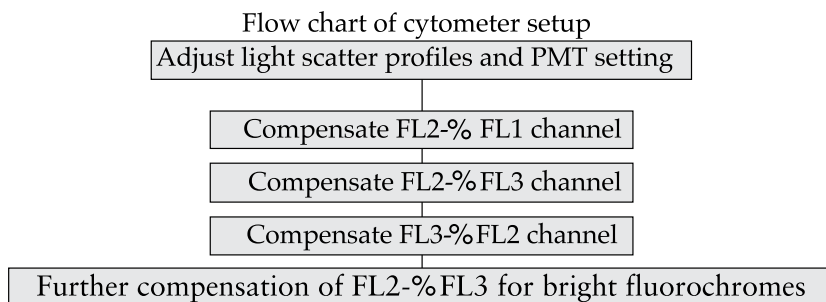 Flow chart of cytometer setup
Adjust light scatter profiles and PMT setting
Compensate FL2-% FL1 channel
Compensate FL2-%FL3 channel
Compensate FL3-%FL2 channel
Further compensation of FL2-%FL3 for bright fluorochromes